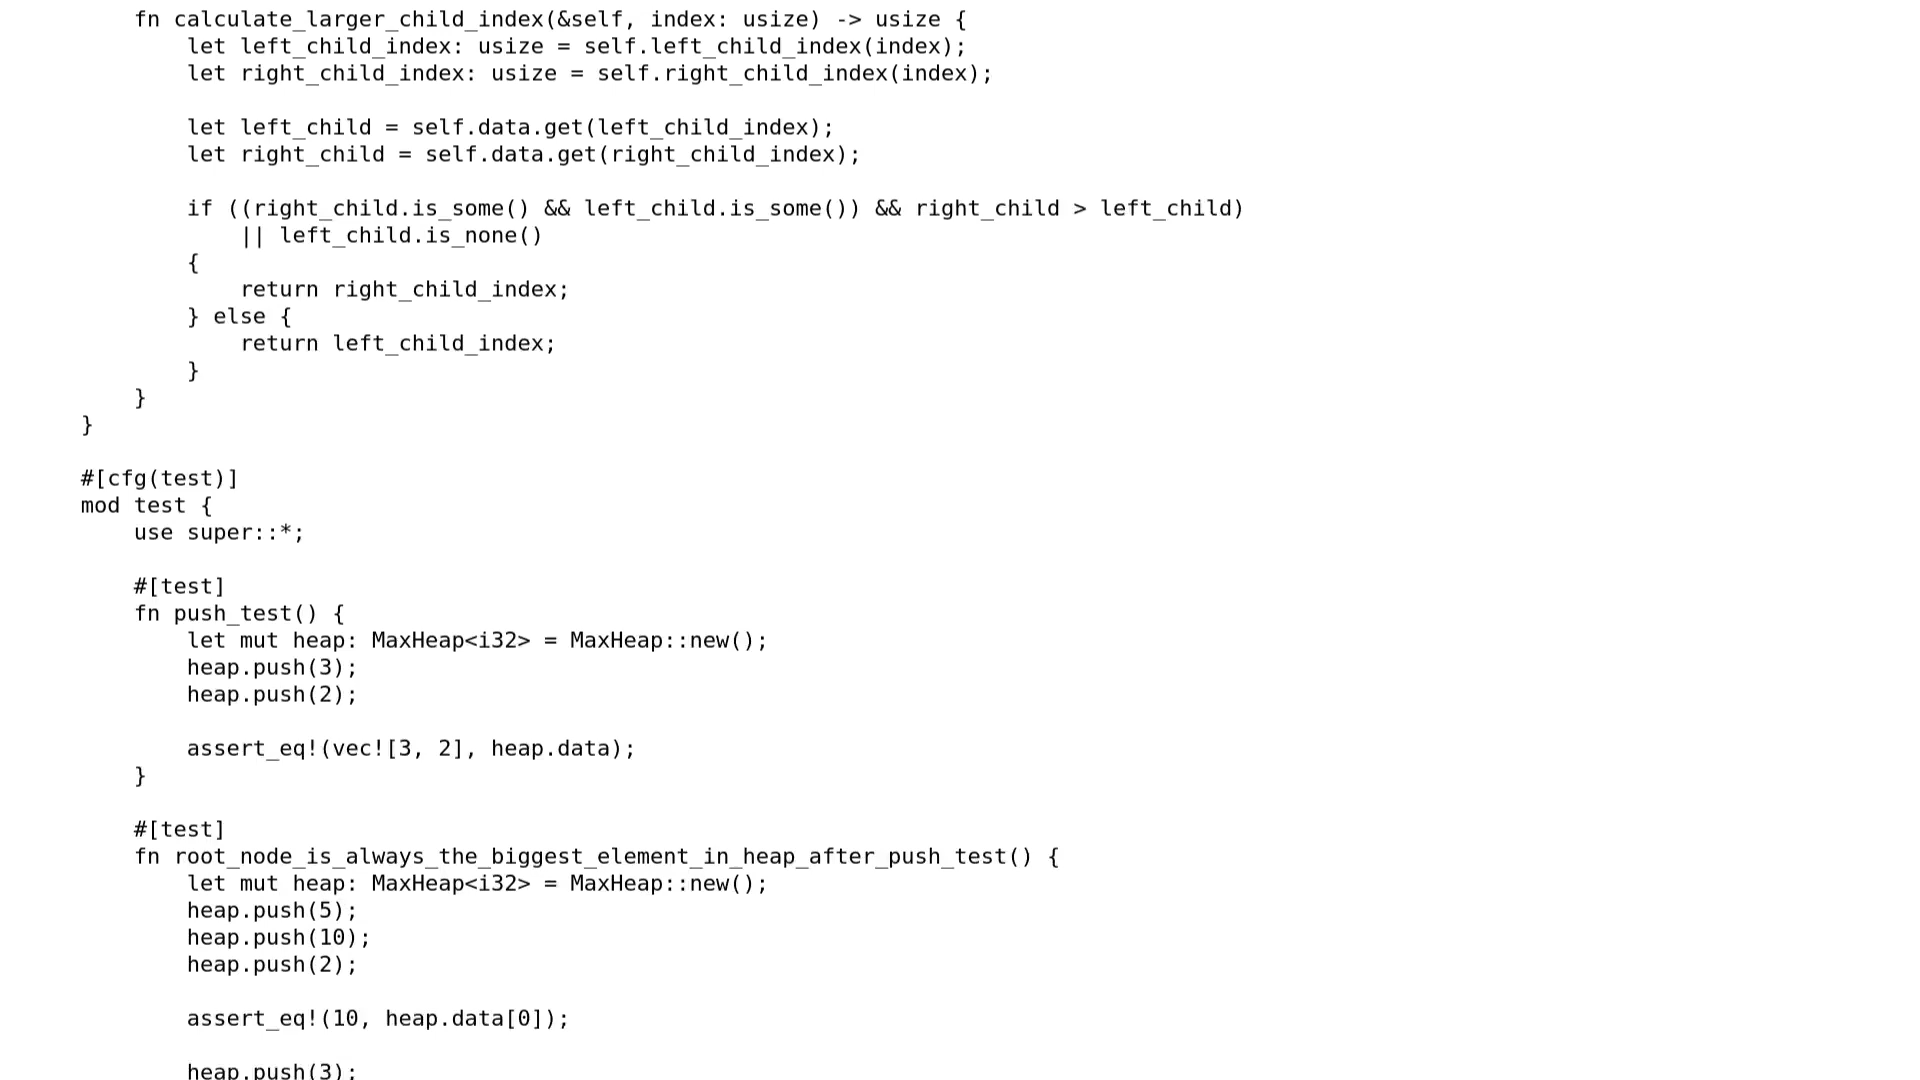 fn calculate_larger_child_index(&self, index: usize) -> usize {
        let left_child_index: usize = self.left_child_index(index);
        let right_child_index: usize = self.right_child_index(index);

        let left_child = self.data.get(left_child_index);
        let right_child = self.data.get(right_child_index);

        if ((right_child.is_some() && left_child.is_some()) && right_child > left_child)
            || left_child.is_none()
        {
            return right_child_index;
        } else {
            return left_child_index;
        }
    }
}

#[cfg(test)]
mod test {
    use super::*;

    #[test]
    fn push_test() {
        let mut heap: MaxHeap<i32> = MaxHeap::new();
        heap.push(3);
        heap.push(2);

        assert_eq!(vec![3, 2], heap.data);
    }

    #[test]
    fn root_node_is_always_the_biggest_element_in_heap_after_push_test() {
        let mut heap: MaxHeap<i32> = MaxHeap::new();
        heap.push(5);
        heap.push(10);
        heap.push(2);

        assert_eq!(10, heap.data[0]);

        heap.push(3);